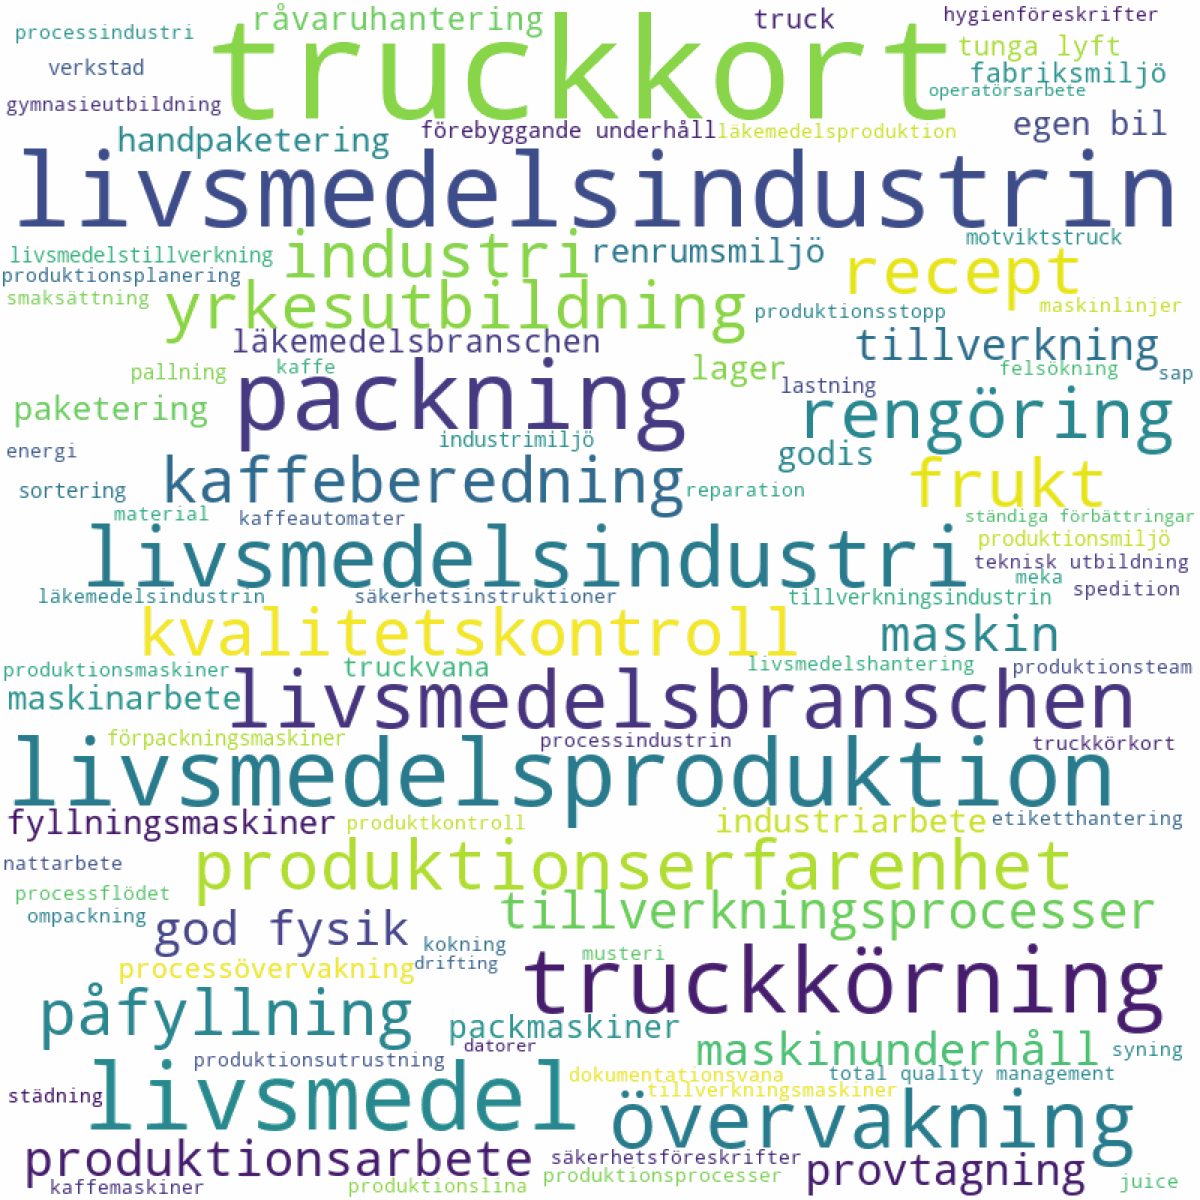 råvaruhantering
truck
hygienföreskrifter
processindustri
truckkort
tunga lyft
verkstad
fabriksmiljö
operatörsarbete
gymnasieutbildning
handpaketering
förebyggande underhåll
läkemedelsproduktion
egen bil
livsmedelsindustrin
livsmedelstillverkning
industri
renrumsmiljö
motviktstruck
produktionsplanering
recept
smaksättning
yrkesutbildning
produktionsstopp
maskinlinjer
läkemedelsbranschen
tillverkning
pallning
kaffe
lager
lastning
felsökning
sap
paketering
packning
rengöring
energi
industrimiljö
godis
sortering
kaffeberedning
reparation
frukt
material
kaffeautomater
ständiga förbättringar
livsmedelsindustri
produktionsmiljö
teknisk utbildning
meka
läkemedelsindustrin
säkerhetsinstruktioner
tillverkningsindustrin
spedition
kvalitetskontroll
maskin
produktionsmaskiner
truckvana
livsmedelshantering
produktionsteam
maskinarbete
livsmedelsbranschen
förpackningsmaskiner
processindustrin
truckkörkort
livsmedelsproduktion
fyllningsmaskiner
produktkontroll
industriarbete
etiketthantering
nattarbete
produktionserfarenhet
processflödet
tillverkningsprocesser
ompackning
god fysik
kokning
musteri
processövervakning
drifting
truckkörning
påfyllning
packmaskiner
datorer
maskinunderhåll
syning
produktionsutrustning
dokumentationsvana
total quality management
städning
livsmedel
tillverkningsmaskiner
övervakning
produktionsarbete
säkerhetsföreskrifter
provtagning
kaffemaskiner
produktionslina
produktionsprocesser
juice